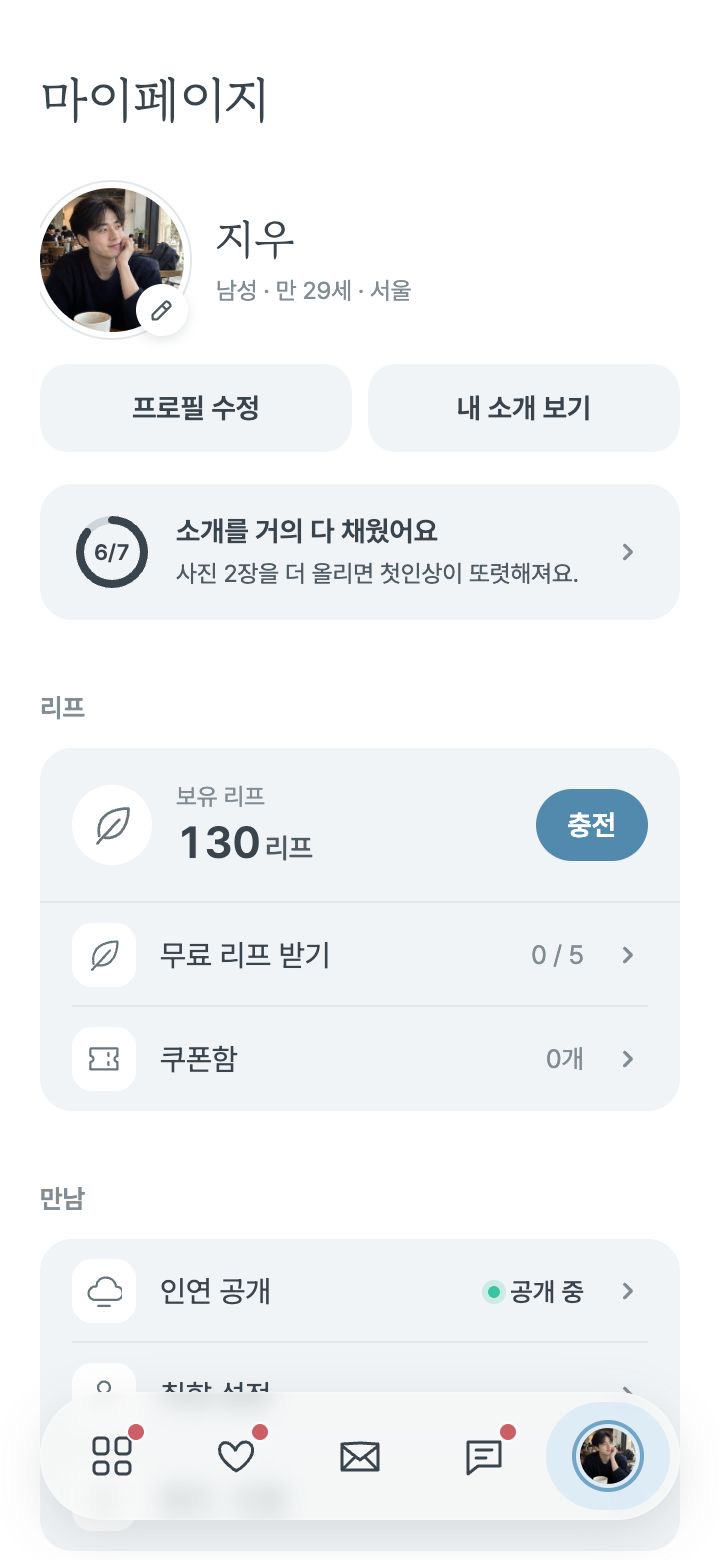 마이페이지
지우
남성 · 만 29세 · 서울
프로필 수정
내 소개 보기
6/7
소개를 거의 다 채웠어요
사진 2장을 더 올리면 첫인상이 또렷해져요.
리프
보유 리프
130 리프
충전
무료 리프 받기
0 / 5
쿠폰함
0개
만남
인연 공개
공개 중